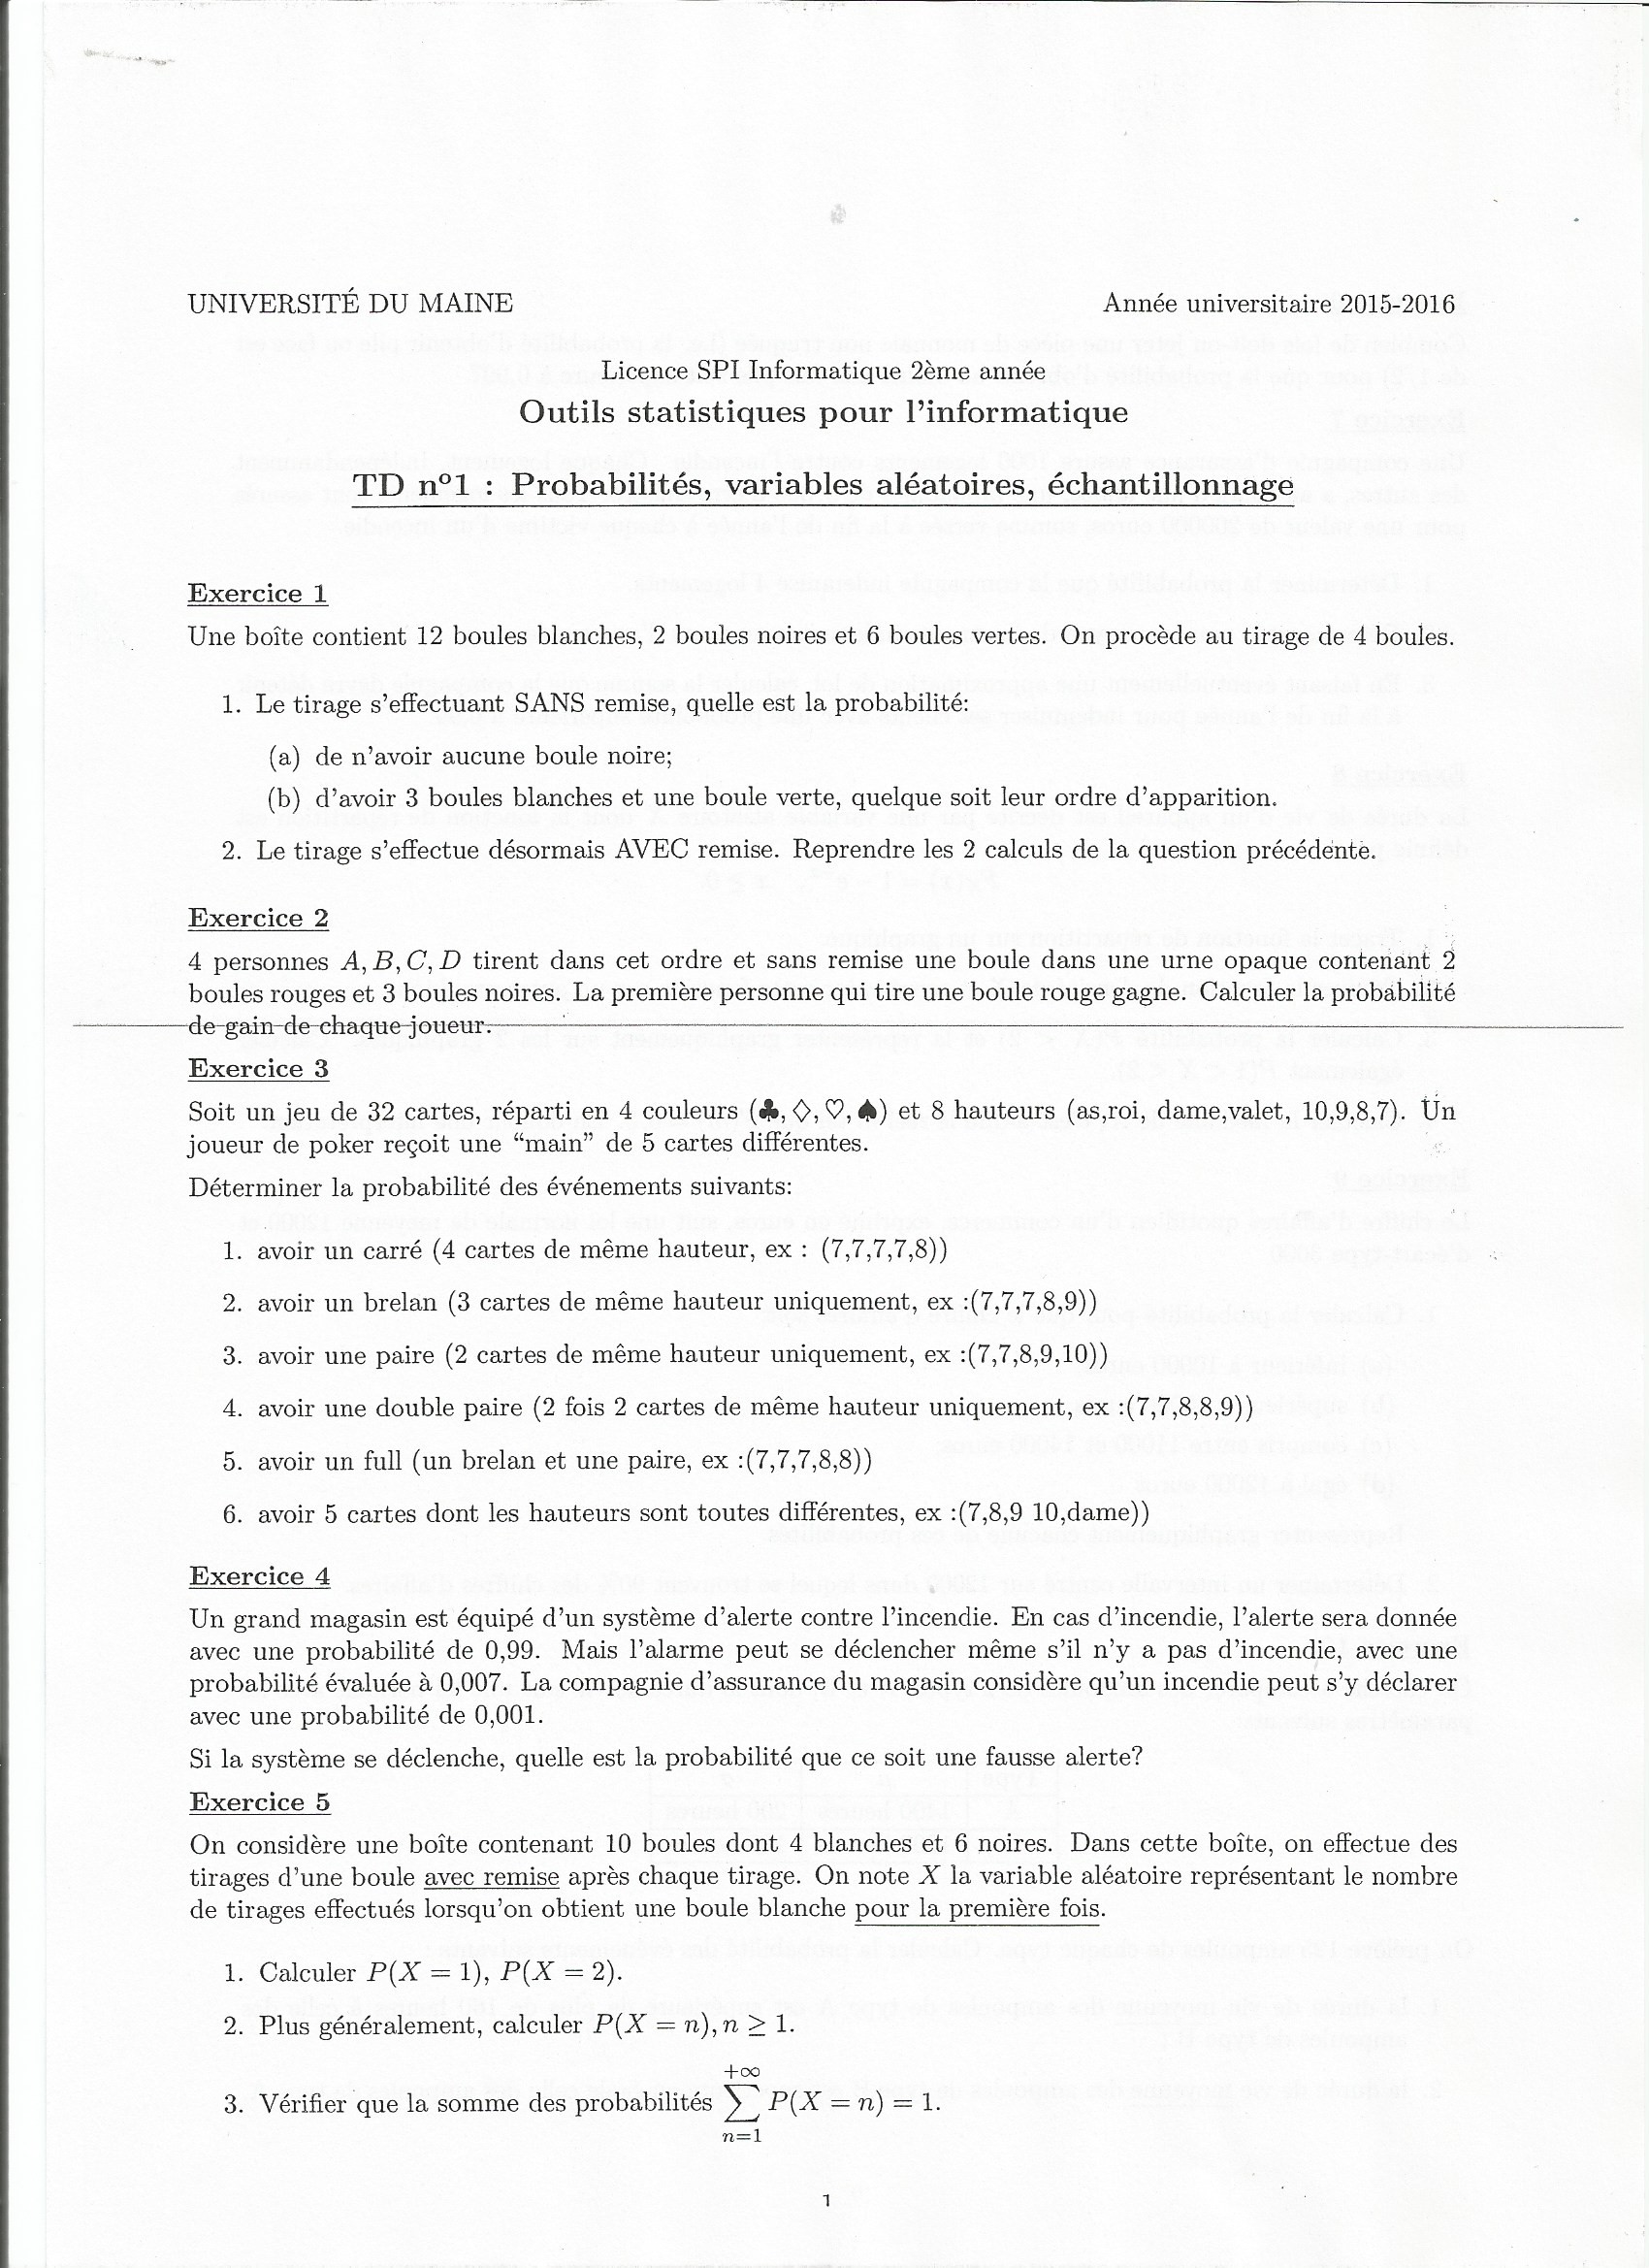 UNIVERSITÉ DU MAINE Année universitaire 2015-2016
Licence SPI Informatique 2ème année
Outils statistiques pour l'informatique
TD n°1 : Probabilités, variables aléatoires, échantillonnage
Exercice 1
Une boîte contient 12 boules blanches, 2 boules noires et 6 boules vertes. On procède au tirage de 4 boules.
1. Le tirage s'effectuant SANS remise, quelle est la probabilité:
(a) de n'avoir aucune boule noire;
(b) d'avoir 3 boules blanches et une boule verte, quelque soit leur ordre d'apparition.
2. Le tirage s'effectue désormais AVEC remise. Reprendre les 2 calculs de la question précédente.
Exercice 2
4 personnes A, B, C, D tirent dans cet ordre et sans remise une boule dans une urne opaque contenant 2
boules rouges et 3 boules noires. La première personne qui tire une boule rouge gagne. Calculer la probabilité
de gain de chaque joueur.
Exercice 3
Soit un jeu de 32 cartes, réparti en 4 couleurs (♣, ♢, ♡, ♠) et 8 hauteurs (as,roi, dame,valet, 10,9,8,7). Un
joueur de poker reçoit une “main” de 5 cartes différentes.
Déterminer la probabilité des événements suivants:
1. avoir un carré (4 cartes de même hauteur, ex : (7,7,7,7,8))
2. avoir un brelan (3 cartes de même hauteur uniquement, ex :(7,7,7,8,9))
3. avoir une paire (2 cartes de même hauteur uniquement, ex :(7,7,8,9,10))
4. avoir une double paire (2 fois 2 cartes de même hauteur uniquement, ex :(7,7,8,8,9))
5. avoir un full (un brelan et une paire, ex :(7,7,7,8,8))
6. avoir 5 cartes dont les hauteurs sont toutes différentes, ex :(7,8,9 10,dame))
Exercice 4
Un grand magasin est équipé d'un système d'alerte contre l'incendie. En cas d'incendie, l'alerte sera donnée
avec une probabilité de 0,99. Mais l'alarme peut se déclencher même s'il n'y a pas d'incendie, avec une
probabilité évaluée à 0,007. La compagnie d'assurance du magasin considère qu'un incendie peut s'y déclarer
avec une probabilité de 0,001.
Si la système se déclenche, quelle est la probabilité que ce soit une fausse alerte?
Exercice 5
On considère une boîte contenant 10 boules dont 4 blanches et 6 noires. Dans cette boîte, on effectue des
tirages d'une boule avec remise après chaque tirage. On note X la variable aléatoire représentant le nombre
de tirages effectués lorsqu'on obtient une boule blanche pour la première fois.
1. Calculer P(X = 1), P(X = 2).
2. Plus généralement, calculer P(X = n), n ≥ 1.
3. Vérifier que la somme des probabilités ∑_{n=1}^{+∞} P(X = n) = 1.
1